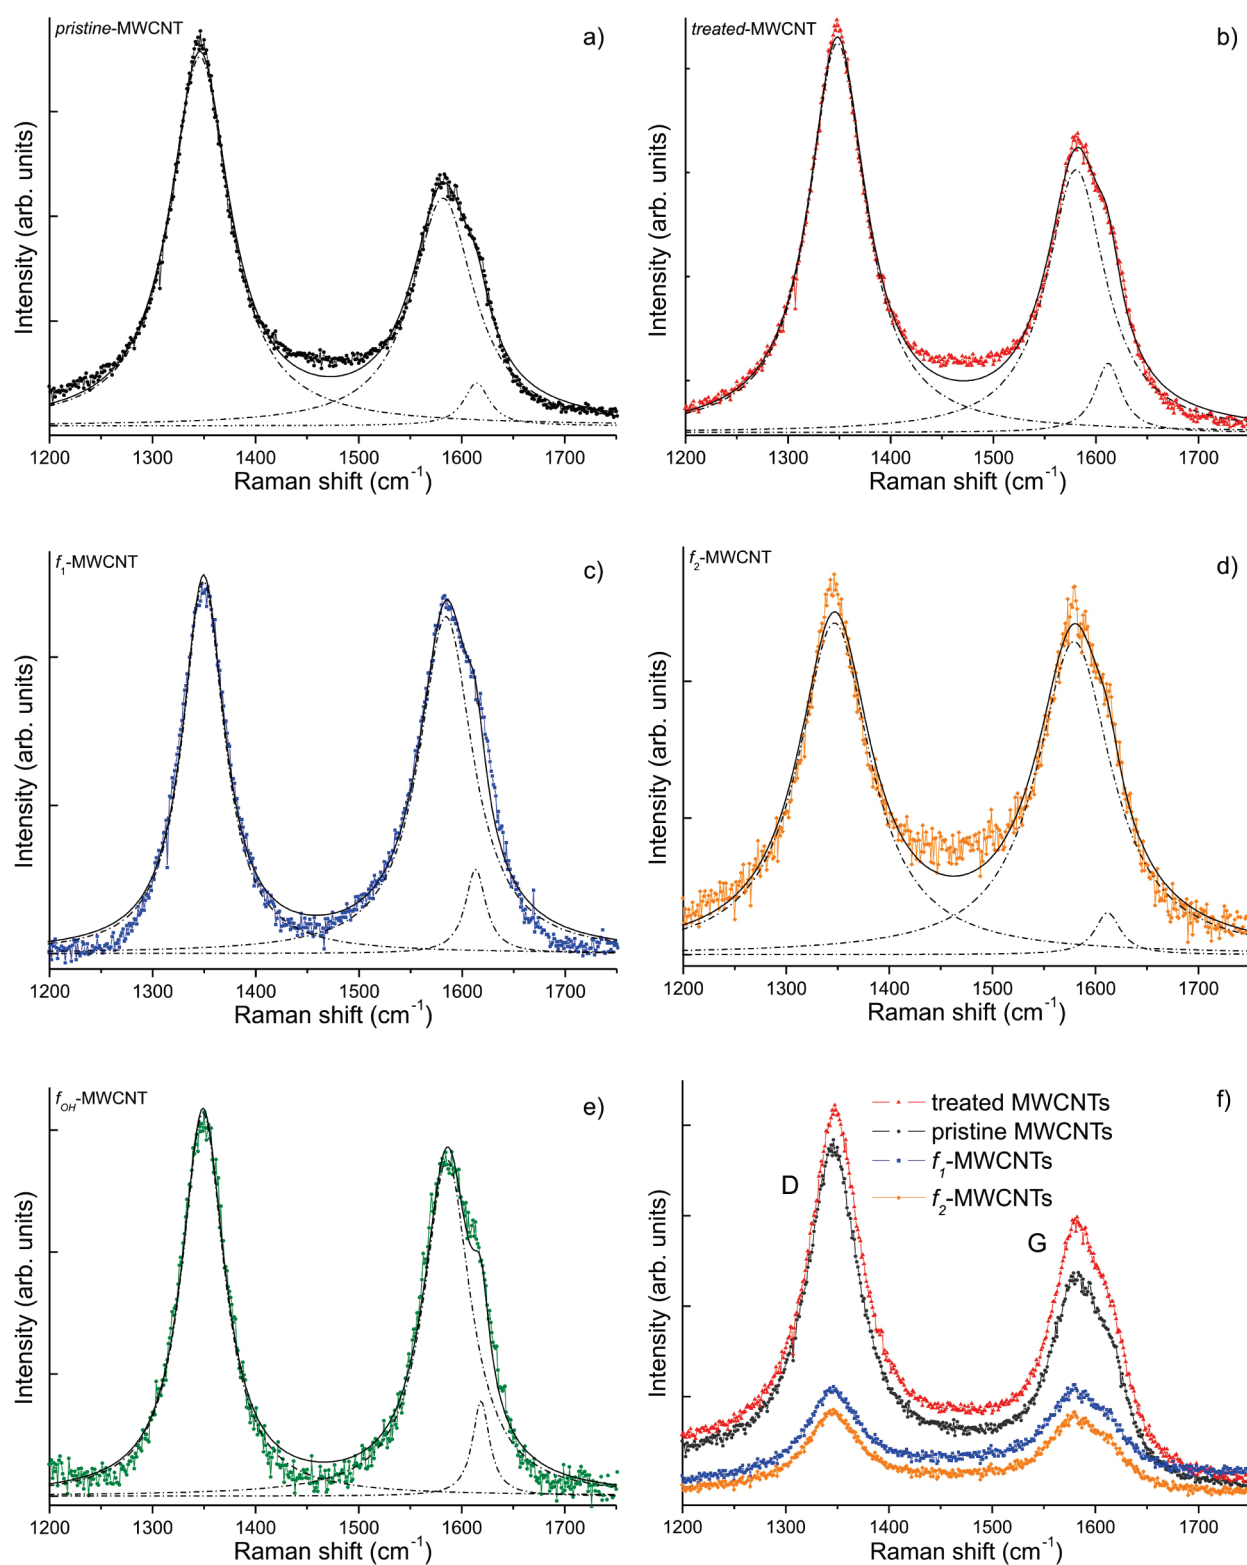 pristine-MWCNT
a)
Intensity (arb. units)
1200 1300 1400 1500 1600 1700
Raman shift (cm⁻¹)
treated-MWCNT
b)
Intensity (arb. units)
1200 1300 1400 1500 1600 1700
Raman shift (cm⁻¹)
f₁-MWCNT
c)
Intensity (arb. units)
1200 1300 1400 1500 1600 1700
Raman shift (cm⁻¹)
f₂-MWCNT
d)
Intensity (arb. units)
1200 1300 1400 1500 1600 1700
Raman shift (cm⁻¹)
f_OH-MWCNT
e)
Intensity (arb. units)
1200 1300 1400 1500 1600 1700
Raman shift (cm⁻¹)
f)
treated MWCNTs
pristine MWCNTs
f₁-MWCNTs
f₂-MWCNTs
D
G
Intensity (arb. units)
1200 1300 1400 1500 1600 1700
Raman shift (cm⁻¹)